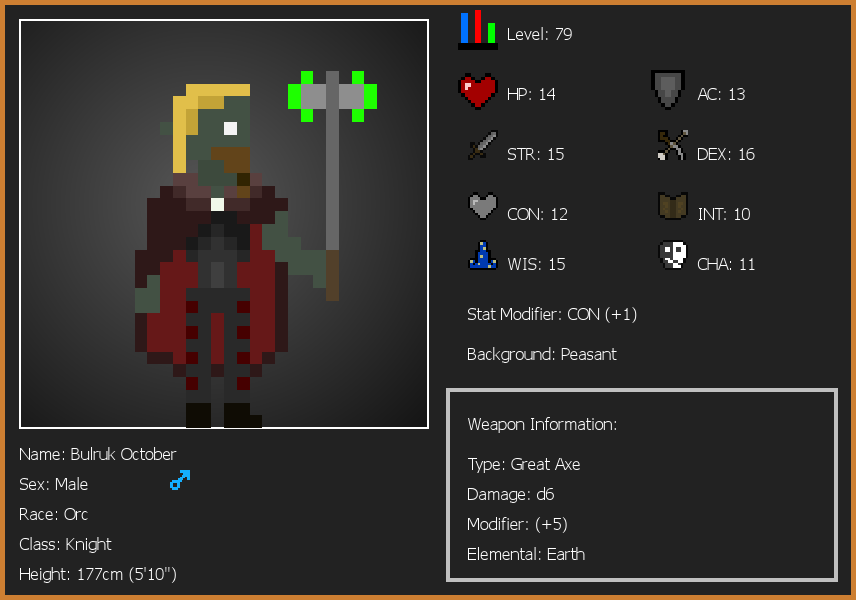 Level: 79
HP: 14
AC: 13
STR: 15
DEX: 16
CON: 12
INT: 10
WIS: 15
CHA: 11
Stat Modifier: CON (+1)
Background: Peasant
Weapon Information:
Type: Great Axe
Damage: d6
Modifier: (+5)
Elemental: Earth
Name: Bulruk October
Sex: Male
Race: Orc
Class: Knight
Height: 177cm (5'10")